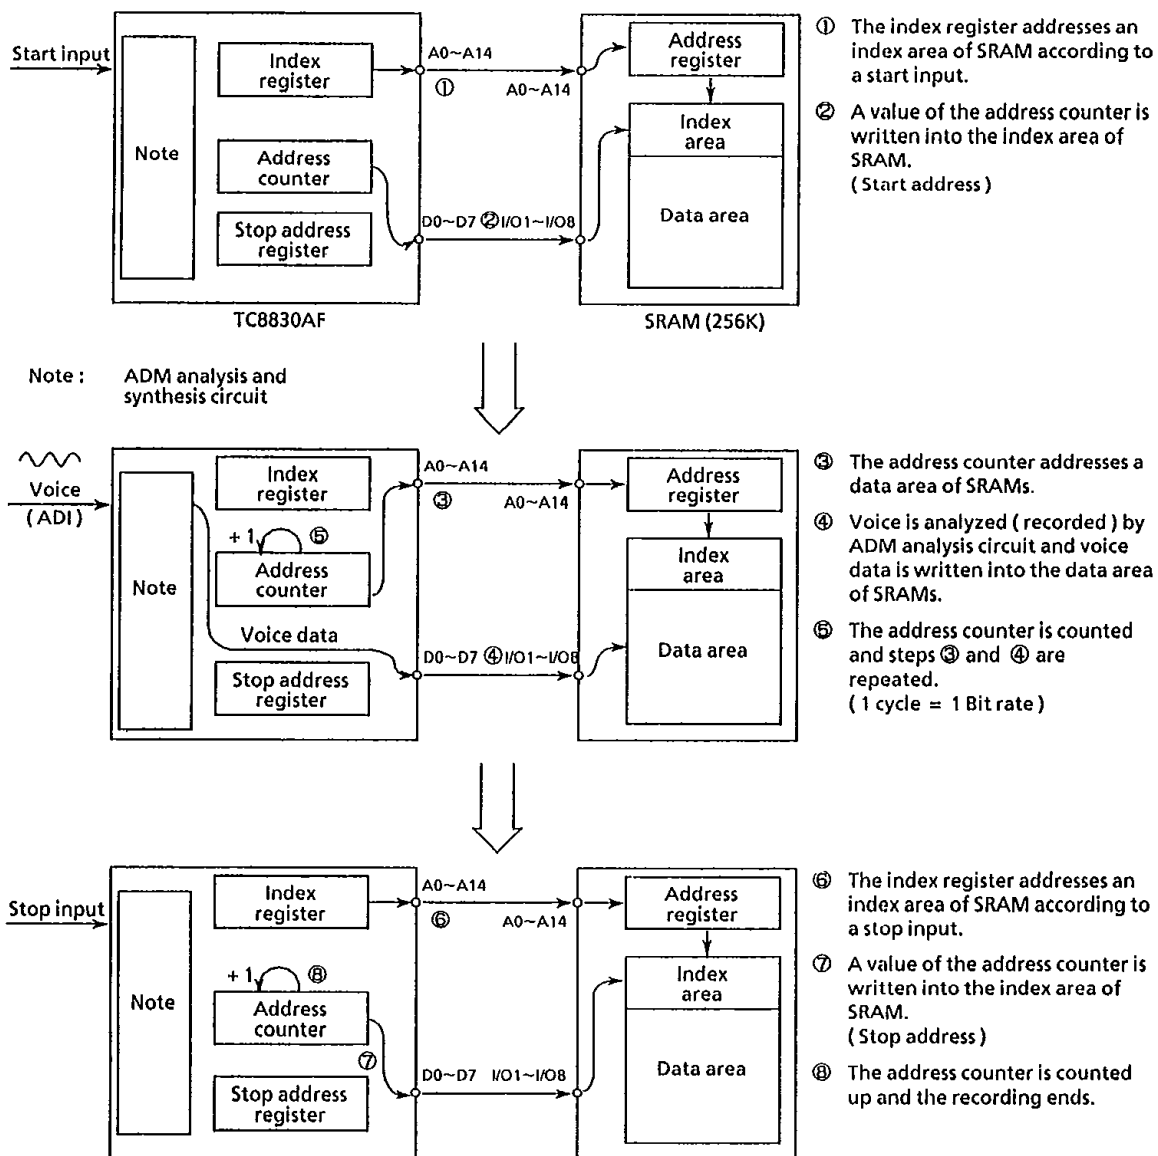 Start input
Note
Index
register
Address
counter
Stop address
register
TC8830AF
A0~A14
①
A0~A14
D0~D7 ② I/O1~I/O8
Address
register
Index
area
Data area
SRAM (256K)
① The index register addresses an
index area of SRAM according to
a start input.
② A value of the address counter is
written into the index area of
SRAM.
( Start address )
Note : ADM analysis and
synthesis circuit
Voice
(ADI)
Note
Index
register
+ 1 ⑤
Address
counter
Voice data
Stop address
register
A0~A14
③
A0~A14
D0~D7 ④ I/O1~I/O8
Address
register
Index
area
Data area
③ The address counter addresses a
data area of SRAMs.
④ Voice is analyzed ( recorded ) by
ADM analysis circuit and voice
data is written into the data area
of SRAMs.
⑤ The address counter is counted
and steps ③ and ④ are
repeated.
( 1 cycle = 1 Bit rate )
Stop input
Note
Index
register
+ 1 ⑧
Address
counter
⑦
Stop address
register
A0~A14
⑥
A0~A14
D0~D7 I/O1~I/O8
Address
register
Index
area
Data area
⑥ The index register addresses an
index area of SRAM according to
a stop input.
⑦ A value of the address counter is
written into the index area of
SRAM.
( Stop address )
⑧ The address counter is counted
up and the recording ends.